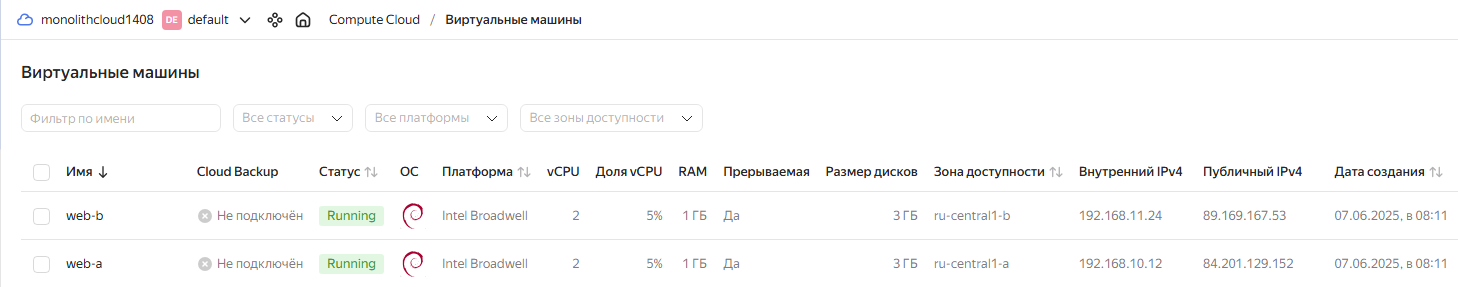 monolithcloud1408 DE default Compute Cloud / Виртуальные машины
Виртуальные машины
Фильтр по имени Все статусы Все платформы Все зоны доступности
Имя Cloud Backup Статус ОС Платформа vCPU Доля vCPU RAM Прерываемая Размер дисков Зона доступности Внутренний IPv4 Публичный IPv4 Дата создания
web-b Не подключён Running Intel Broadwell 2 5% 1 ГБ Да 3 ГБ ru-central1-b 192.168.11.24 89.169.167.53 07.06.2025, в 08:11
web-a Не подключён Running Intel Broadwell 2 5% 1 ГБ Да 3 ГБ ru-central1-a 192.168.10.12 84.201.129.152 07.06.2025, в 08:11